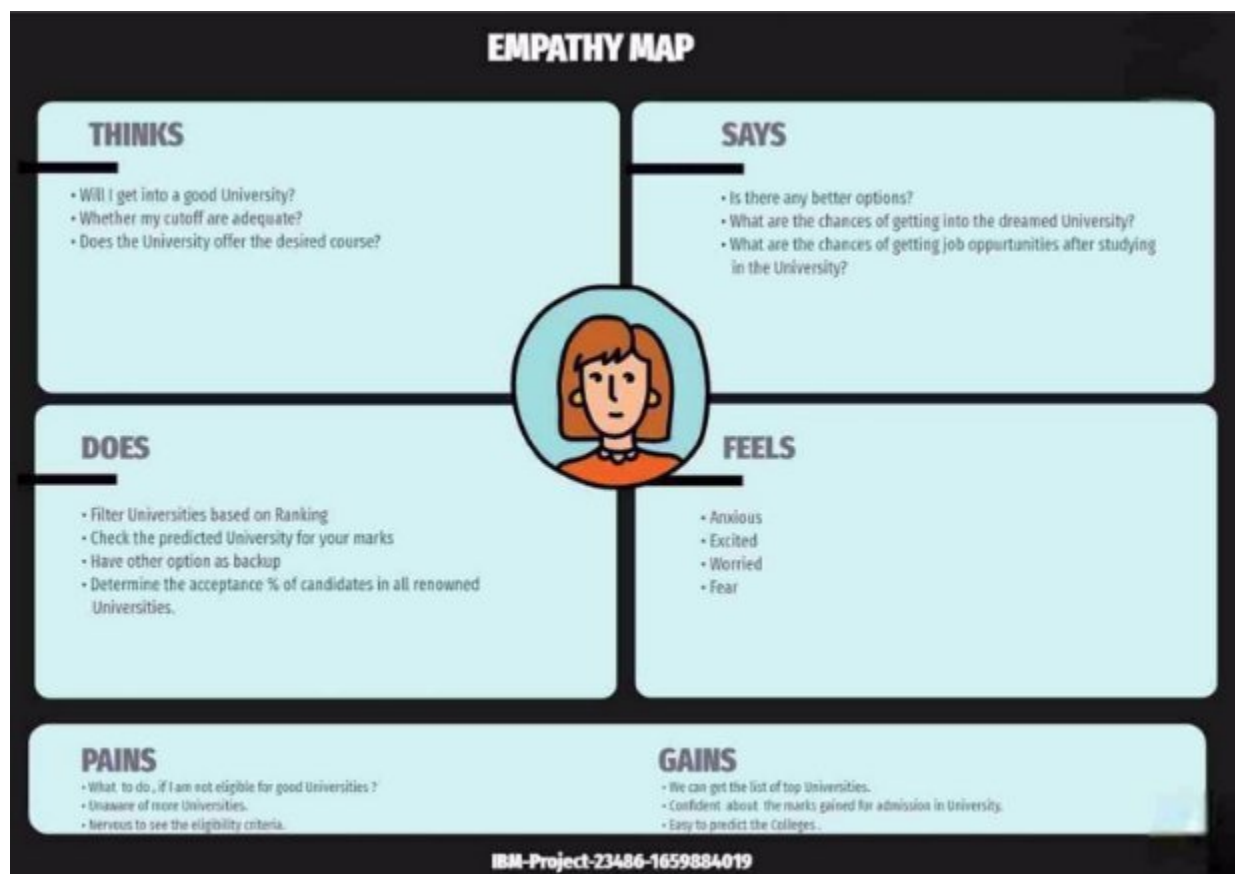 EMPATHY MAP
THINKS
• Will I get into a good University?
• Whether my cutoff are adequate?
• Does the University offer the desired course?
SAYS
• Is there any better options?
• What are the chances of getting into the dreamed University?
• What are the chances of getting job oppurtunities after studying
in the University?
DOES
• Filter Universities based on Ranking
• Check the predicted University for your marks
• Have other option as backup
• Determine the acceptance % of candidates in all renowned
Universities.
FEELS
• Anxious
• Excited
• Worried
• Fear
PAINS
• What to do , if I am not eligible for good Universities ?
• Unaware of more Universities.
• Nervous to see the eligibility criteria.
GAINS
• We can get the list of top Universities.
• Confident about the marks gained for admission in University.
• Easy to predict the Colleges .
IBM-Project-23486-1659884019